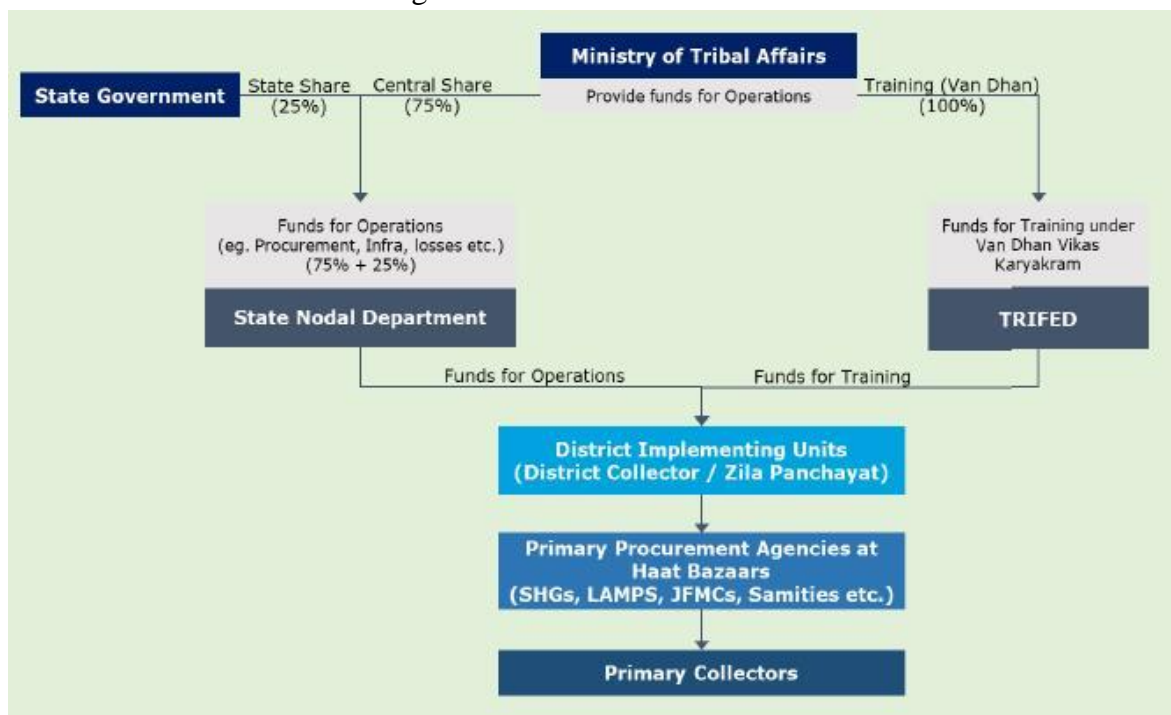 Ministry of Tribal Affairs
Provide funds for Operations
State Government
State Share
(25%)
Central Share
(75%)
Training (Van Dhan)
(100%)
Funds for Operations
(eg. Procurement, Infra, losses etc.)
(75% + 25%)
State Nodal Department
Funds for Training under
Van Dhan Vikas
Karyakram
TRIFED
Funds for Operations
Funds for Training
District Implementing Units
(District Collector / Zila Panchayat)
Primary Procurement Agencies at
Haat Bazaars
(SHGs, LAMPS, JFMCs, Samities etc.)
Primary Collectors